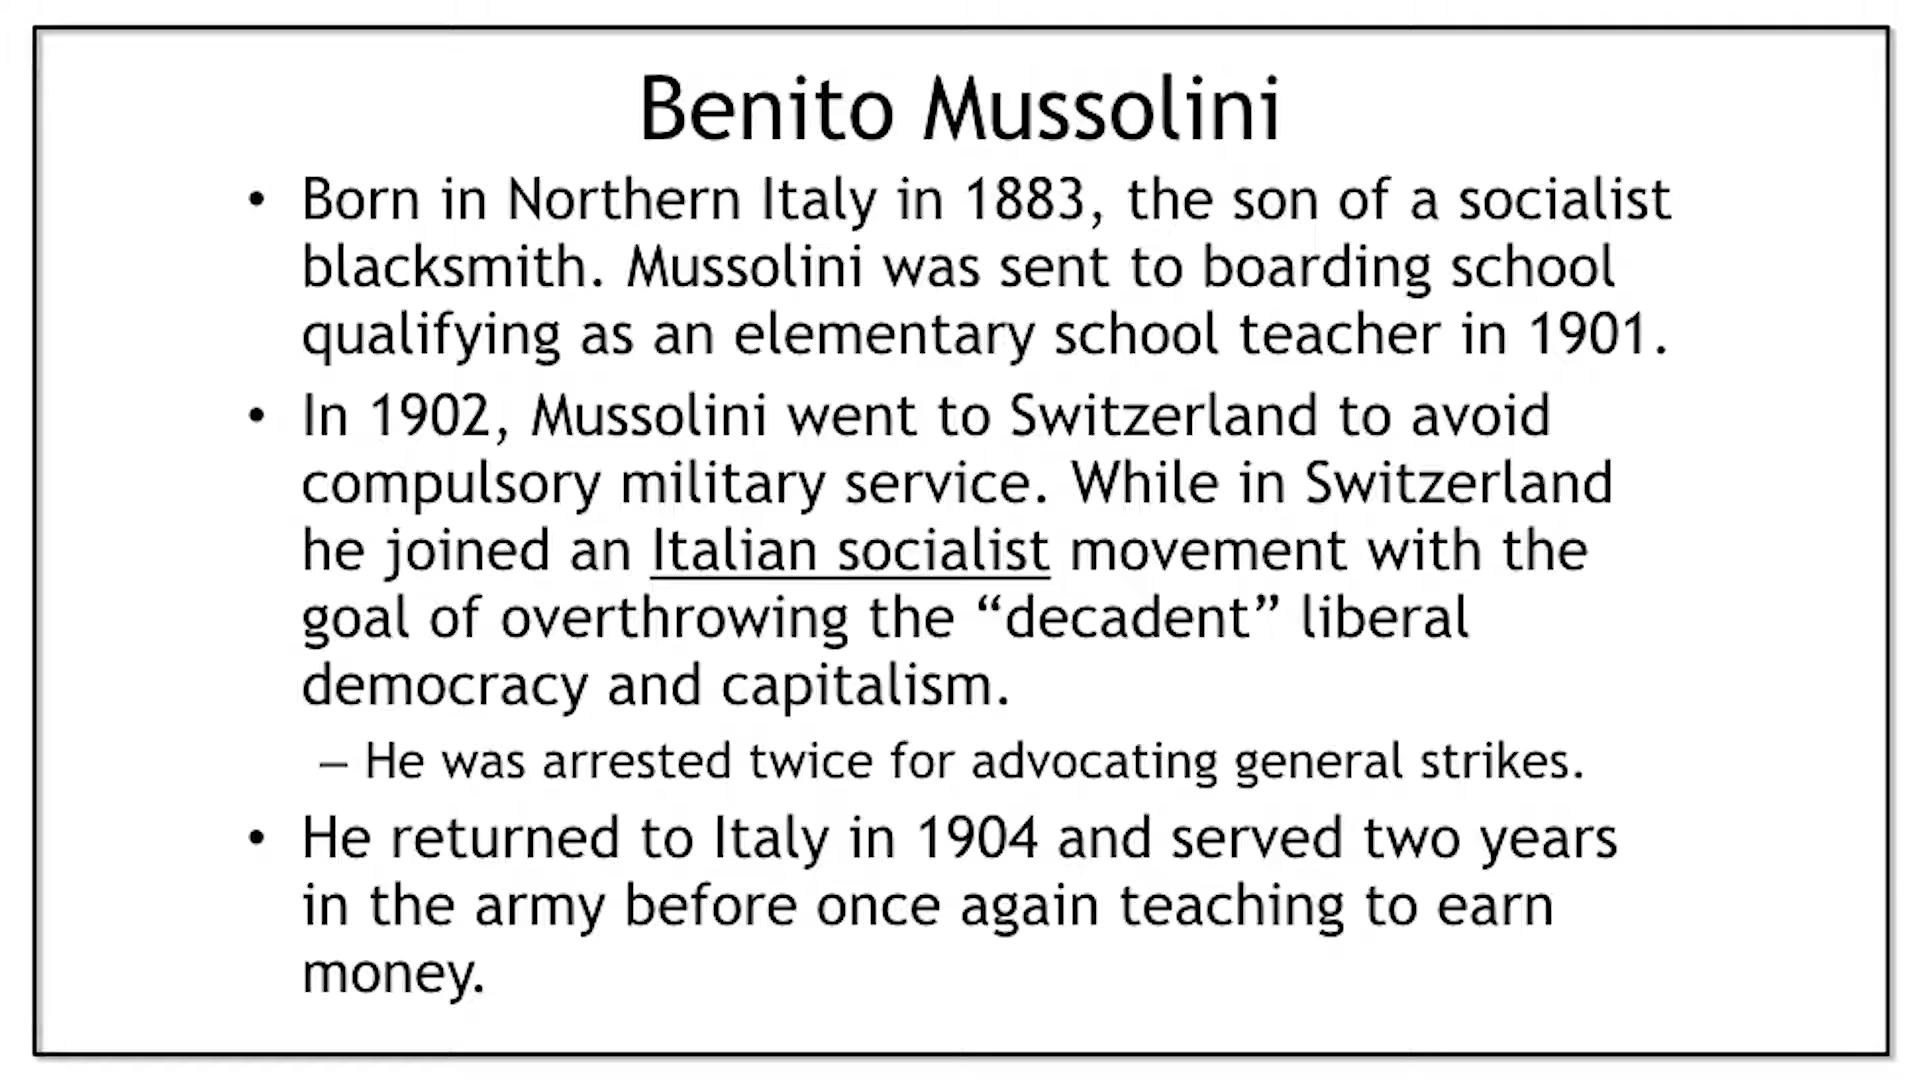 Benito Mussolini
• Born in Northern Italy in 1883, the son of a socialist
blacksmith. Mussolini was sent to boarding school
qualifying as an elementary school teacher in 1901.
• In 1902, Mussolini went to Switzerland to avoid
compulsory military service. While in Switzerland
he joined an Italian socialist movement with the
goal of overthrowing the “decadent” liberal
democracy and capitalism.
– He was arrested twice for advocating general strikes.
• He returned to Italy in 1904 and served two years
in the army before once again teaching to earn
money.